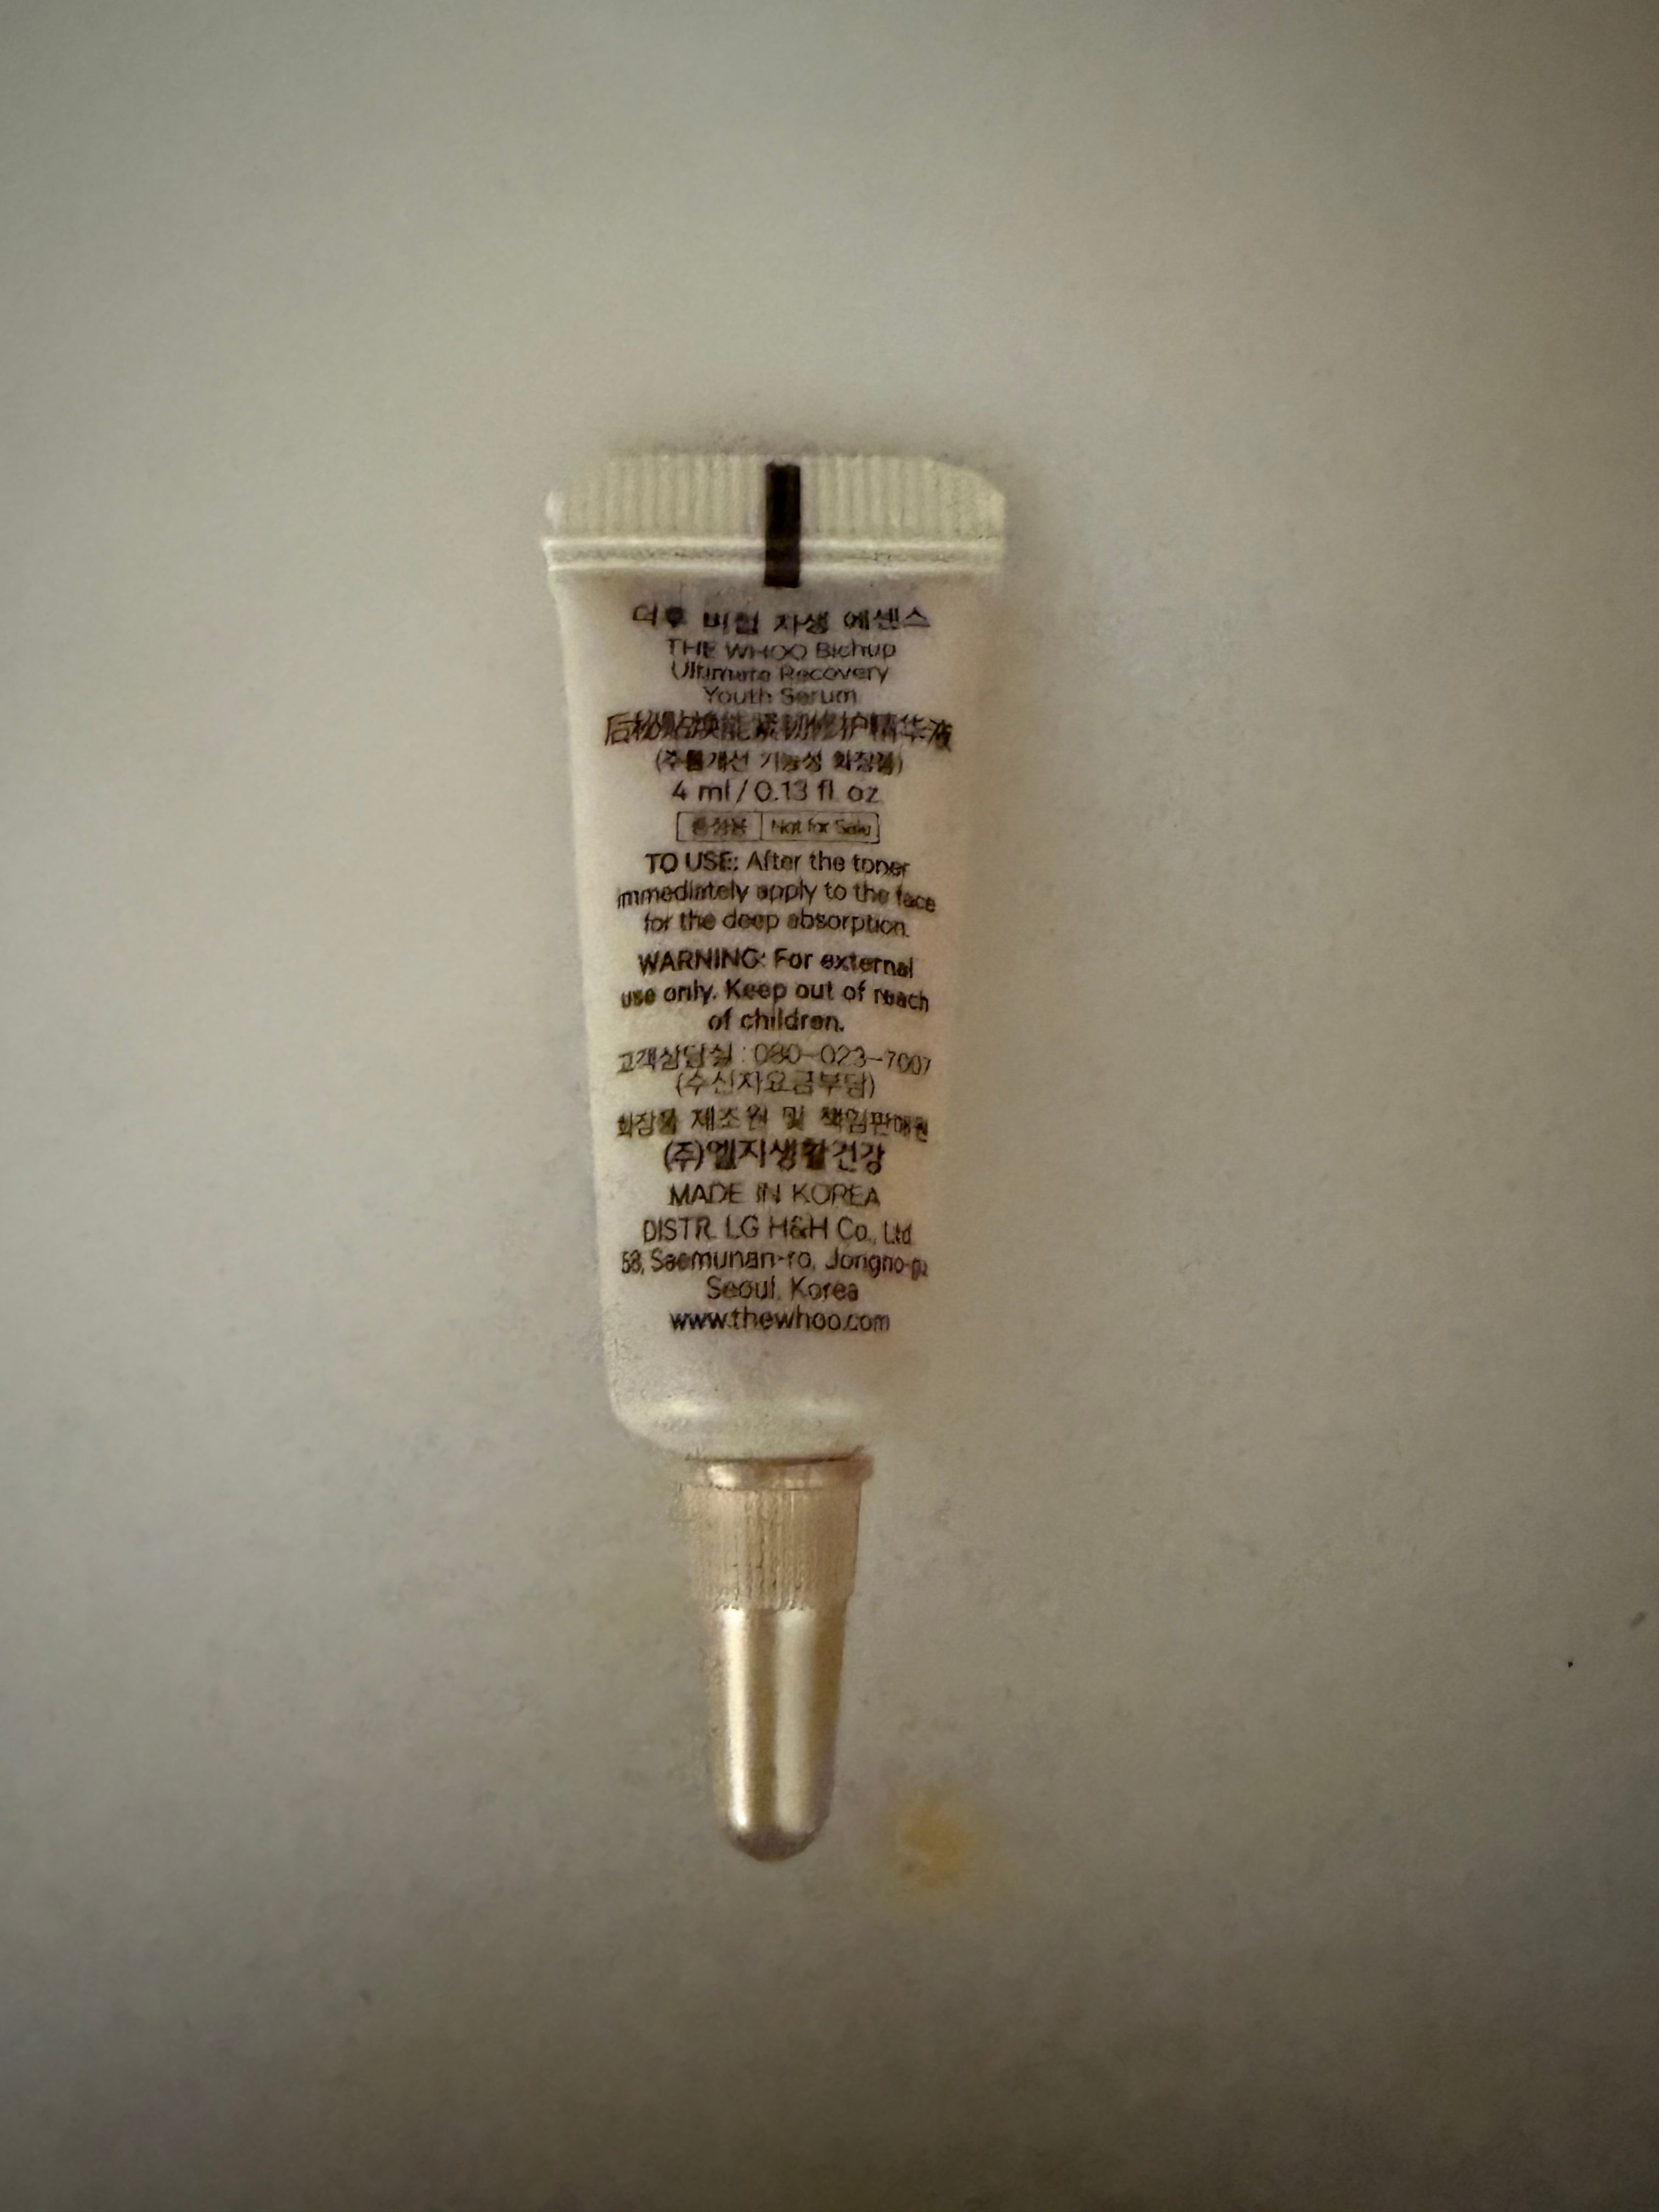 더후 비첩 자생 에센스
THE WHOO Bichup
Ultimate Recovery
Youth Serum
(주름개선 기능성 화장품)
4 ml / 0.13 fl. oz
증정용 Not for Sale
TO USE: After the toner
immediately apply to the face
for the deep absorption.
WARNING: For external
use only. Keep out of reach
of children.
고객상담실 : 080-023-7007
(수신자요금부담)
화장품 제조원 및 책임판매원
(주)엘지생활건강
MADE IN KOREA
DISTR. LG H&H Co., Ltd
58, Saemunan-ro, Jongno-gu
Seoul, Korea
www.thewhoo.com